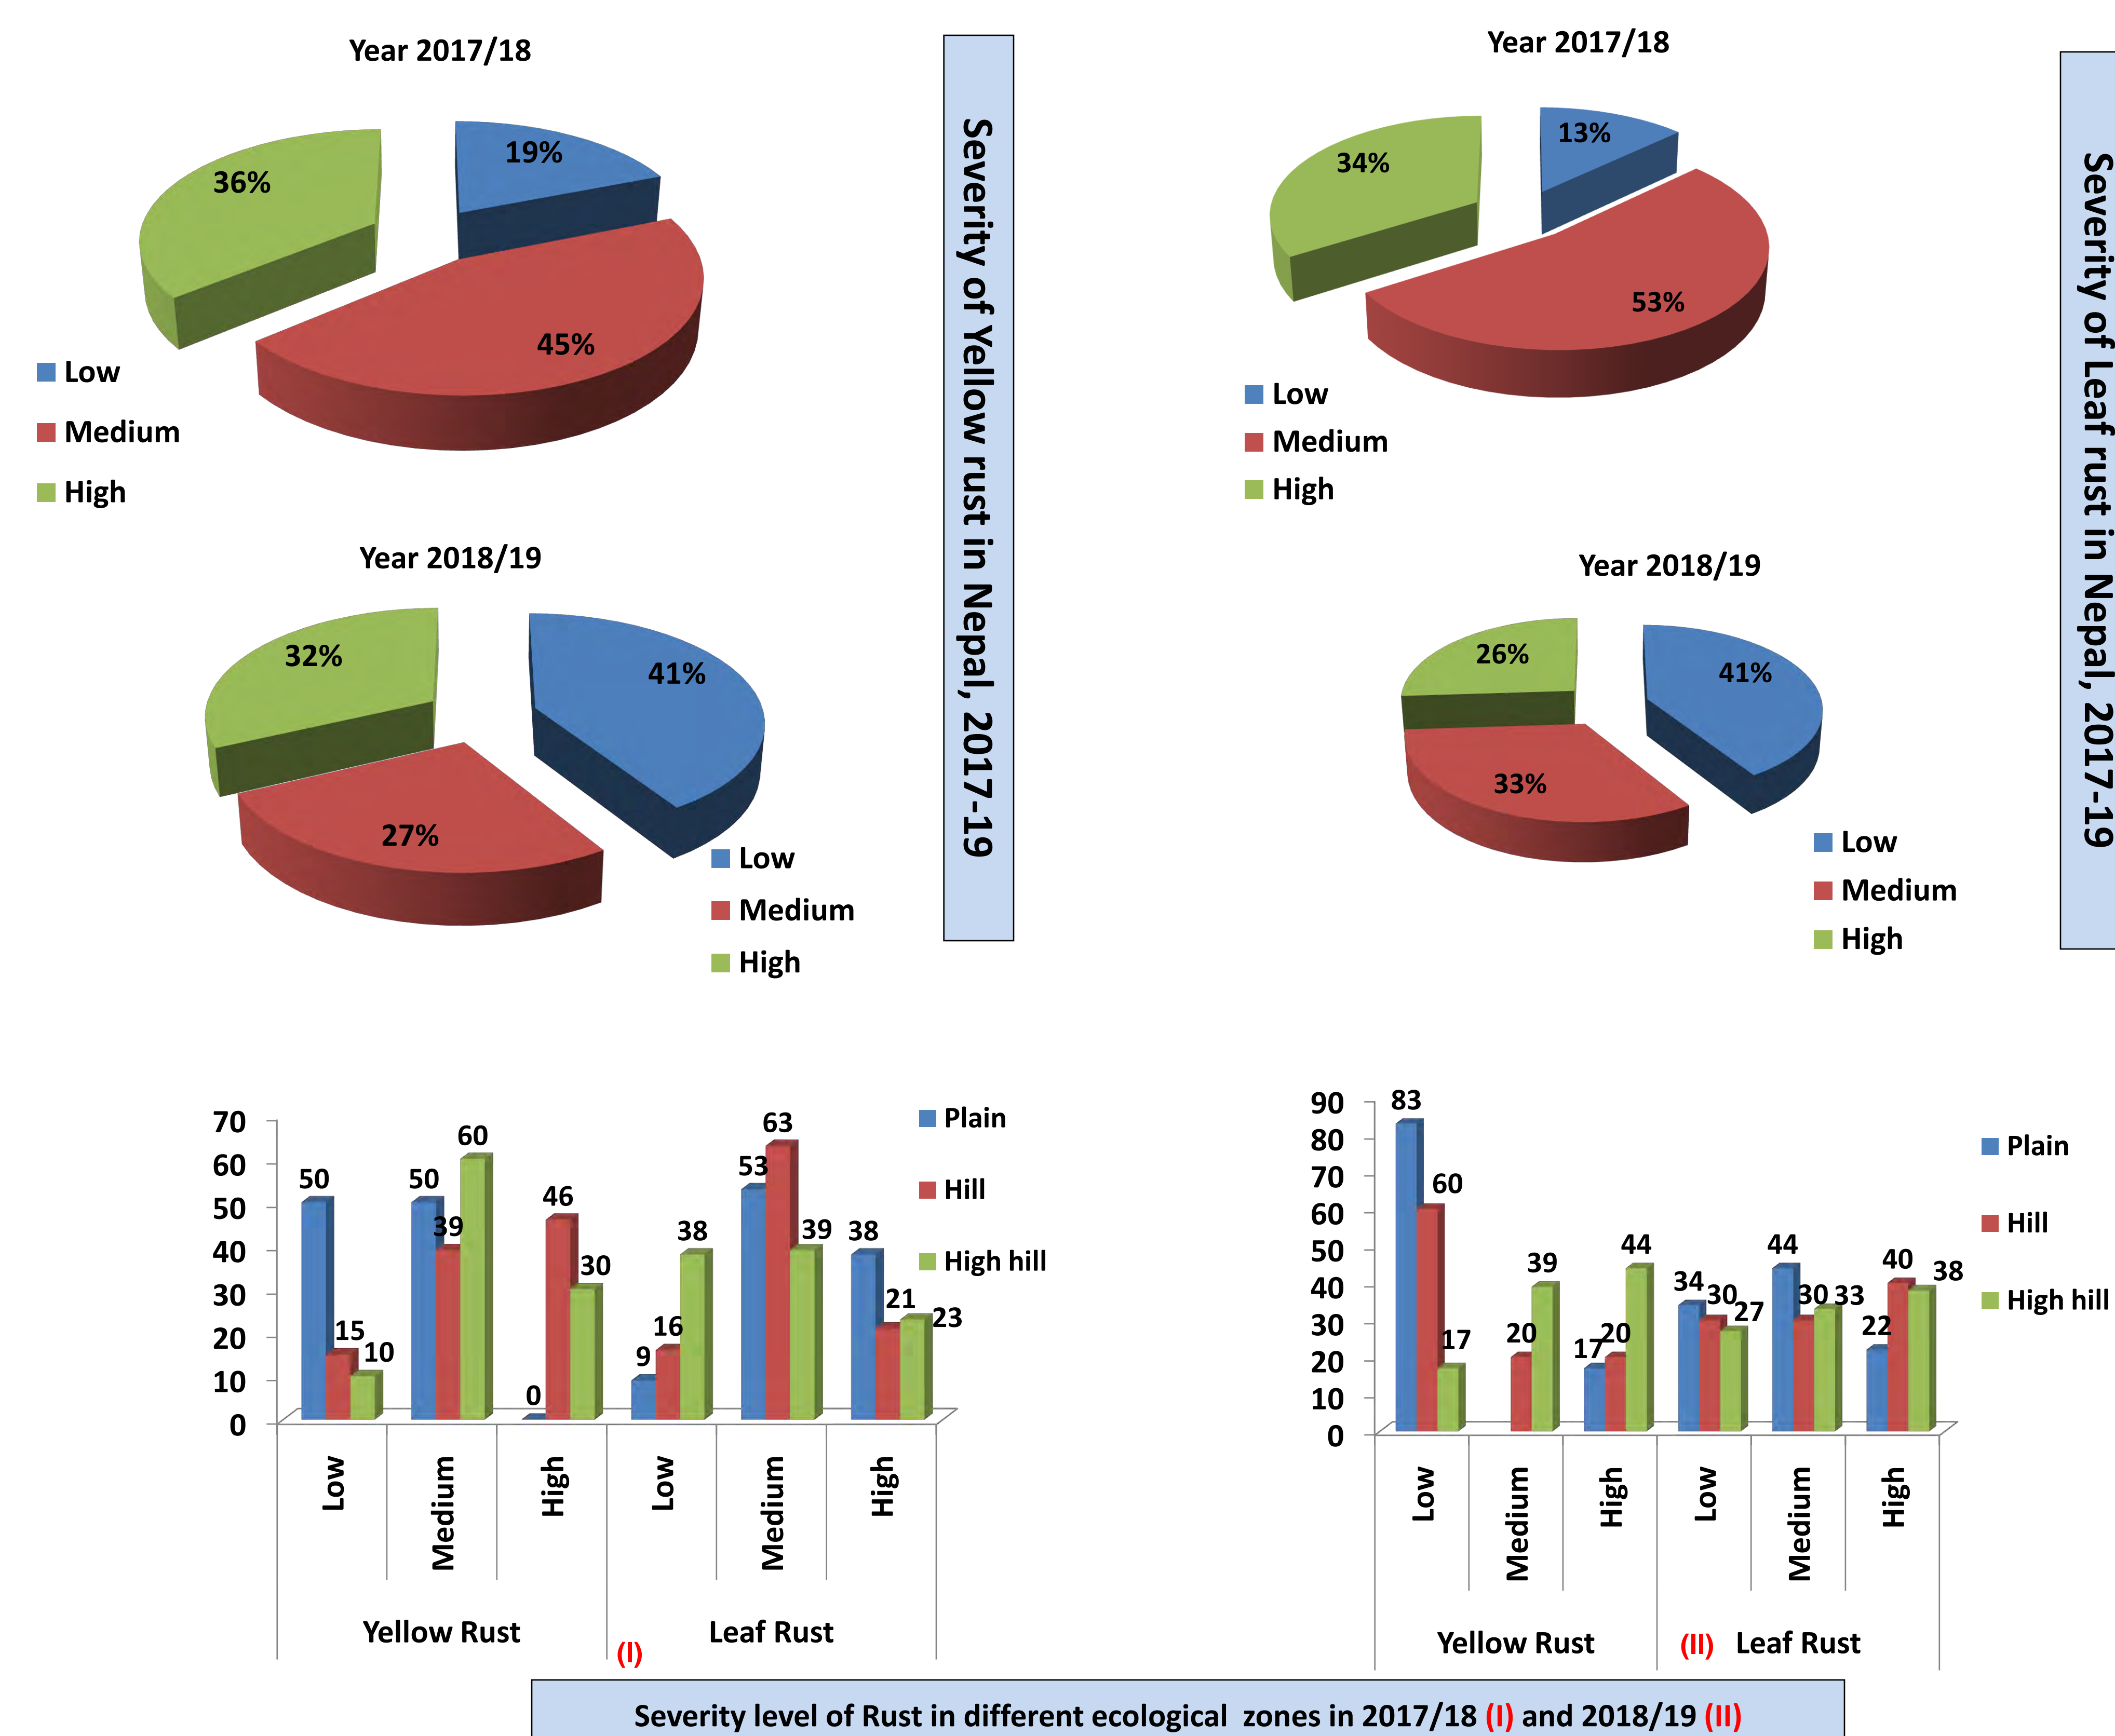 Year 2017/18
19%
36%
45%
Low
Medium
High
Year 2018/19
32%
41%
27%
Low
Medium
High
Severity of Yellow rust in Nepal, 2017-19
Year 2017/18
13%
34%
53%
Low
Medium
High
Year 2018/19
26%
41%
33%
Low
Medium
High
Severity of Leaf rust in Nepal, 2017-19
70
60
50
40
30
20
10
0
50
15
10
50
39
60
0
46
30
9
16
38
53
63
39
38
21
23
Plain
Hill
High hill
Low
Medium
High
Low
Medium
High
Yellow Rust
(I)
Leaf Rust
90
80
70
60
50
40
30
20
10
0
83
60
17
20
39
17
20
44
34
30
27
44
30
33
22
40
38
Plain
Hill
High hill
Low
Medium
High
Low
Medium
High
Yellow Rust
(II)
Leaf Rust
Severity level of Rust in different ecological zones in 2017/18 (I) and 2018/19 (II)